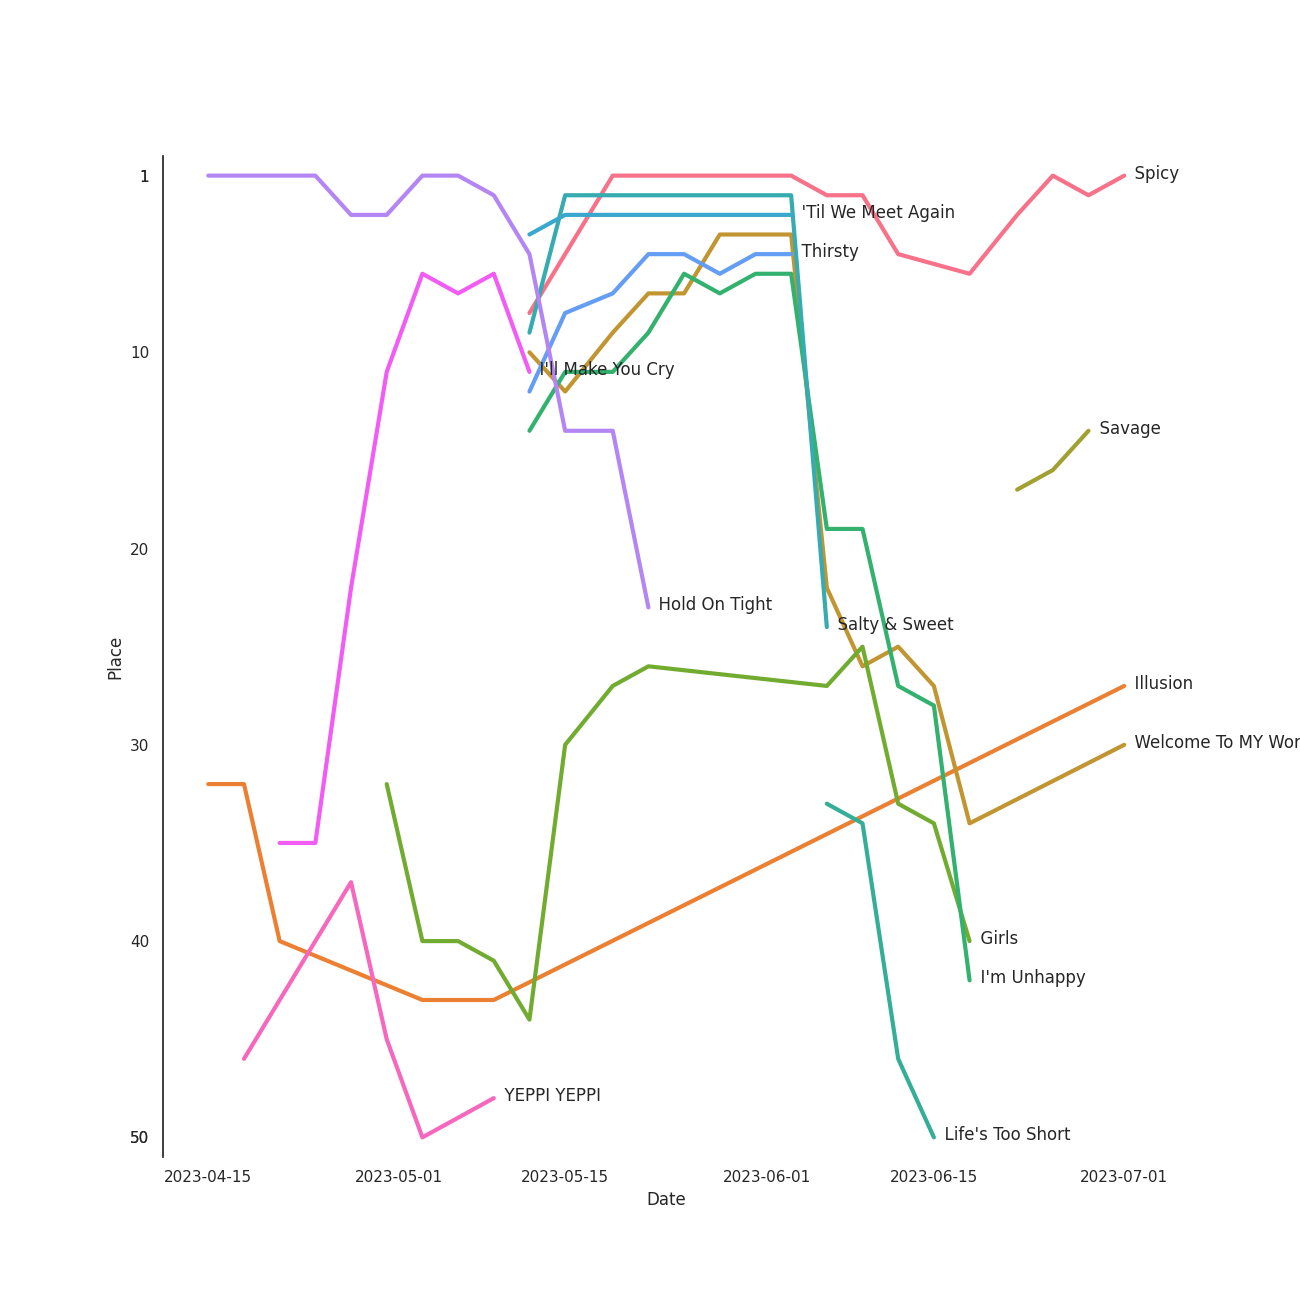 1
Spicy
'Til We Meet Again
Thirsty
10
I'll Make You Cry
Savage
20
Hold On Tight
Salty & Sweet
Place
Illusion
30
Welcome To MY Wor
40
Girls
I'm Unhappy
YEPPI YEPPI
50
Life's Too Short
2023-04-15
2023-05-01
2023-05-15
2023-06-01
2023-06-15
2023-07-01
Date